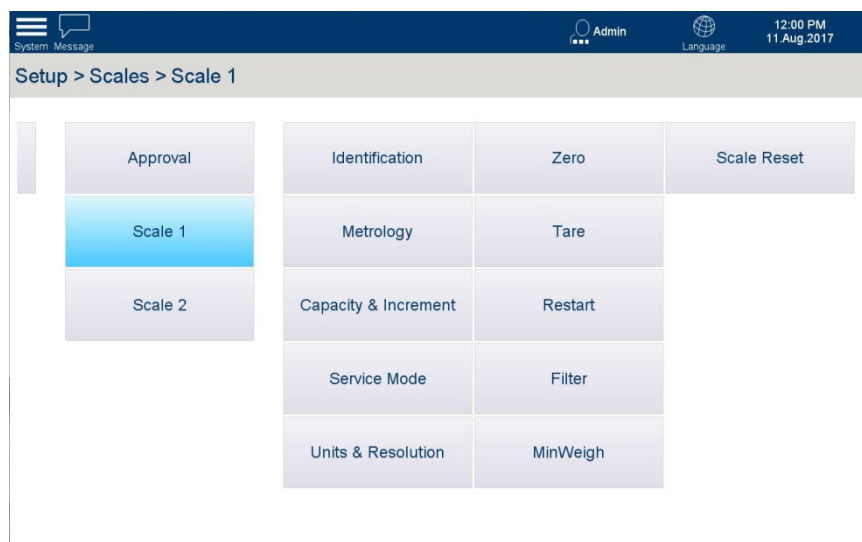 System Message
Admin
Language
12:00 PM
11.Aug.2017
Setup > Scales > Scale 1
Approval
Scale 1
Scale 2
Identification
Metrology
Capacity & Increment
Service Mode
Units & Resolution
Zero
Tare
Restart
Filter
MinWeigh
Scale Reset